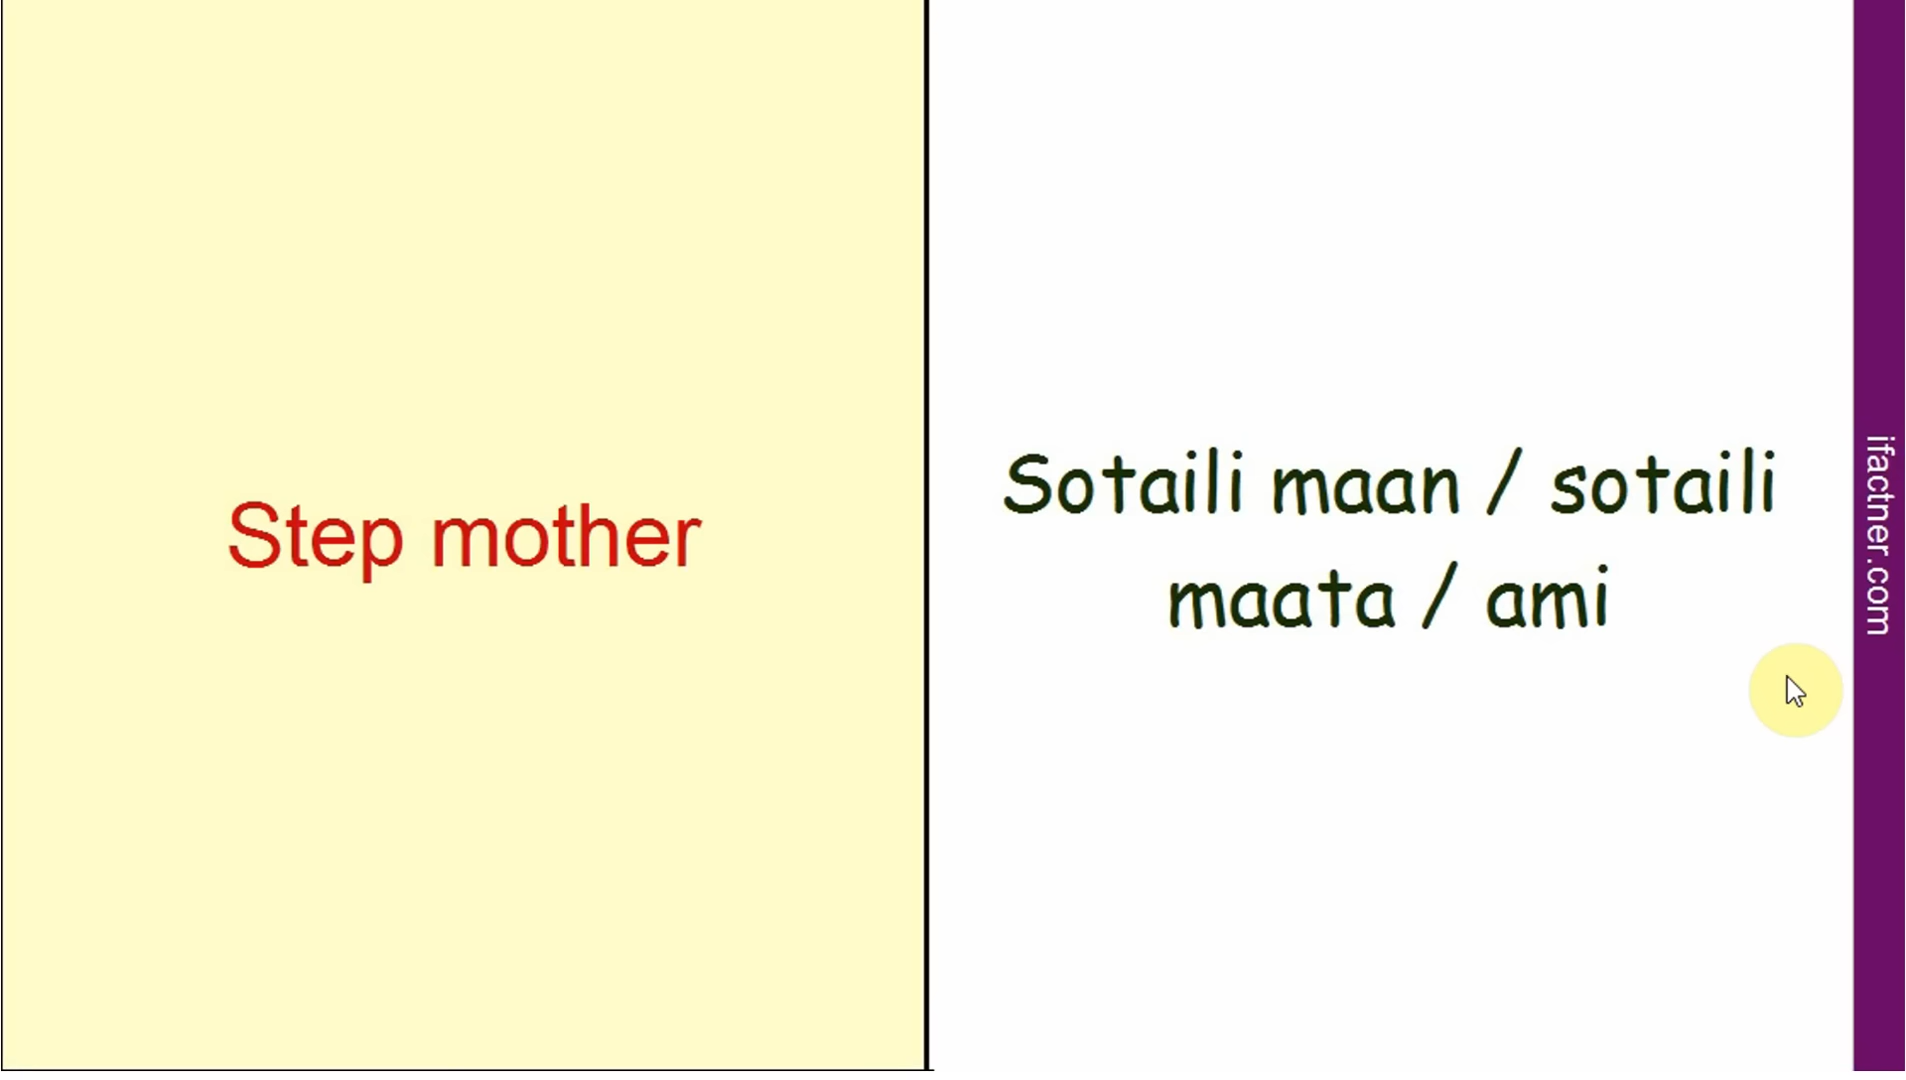 Step mother
Sotaili maan / sotaili
maata / ami
ifactner.com